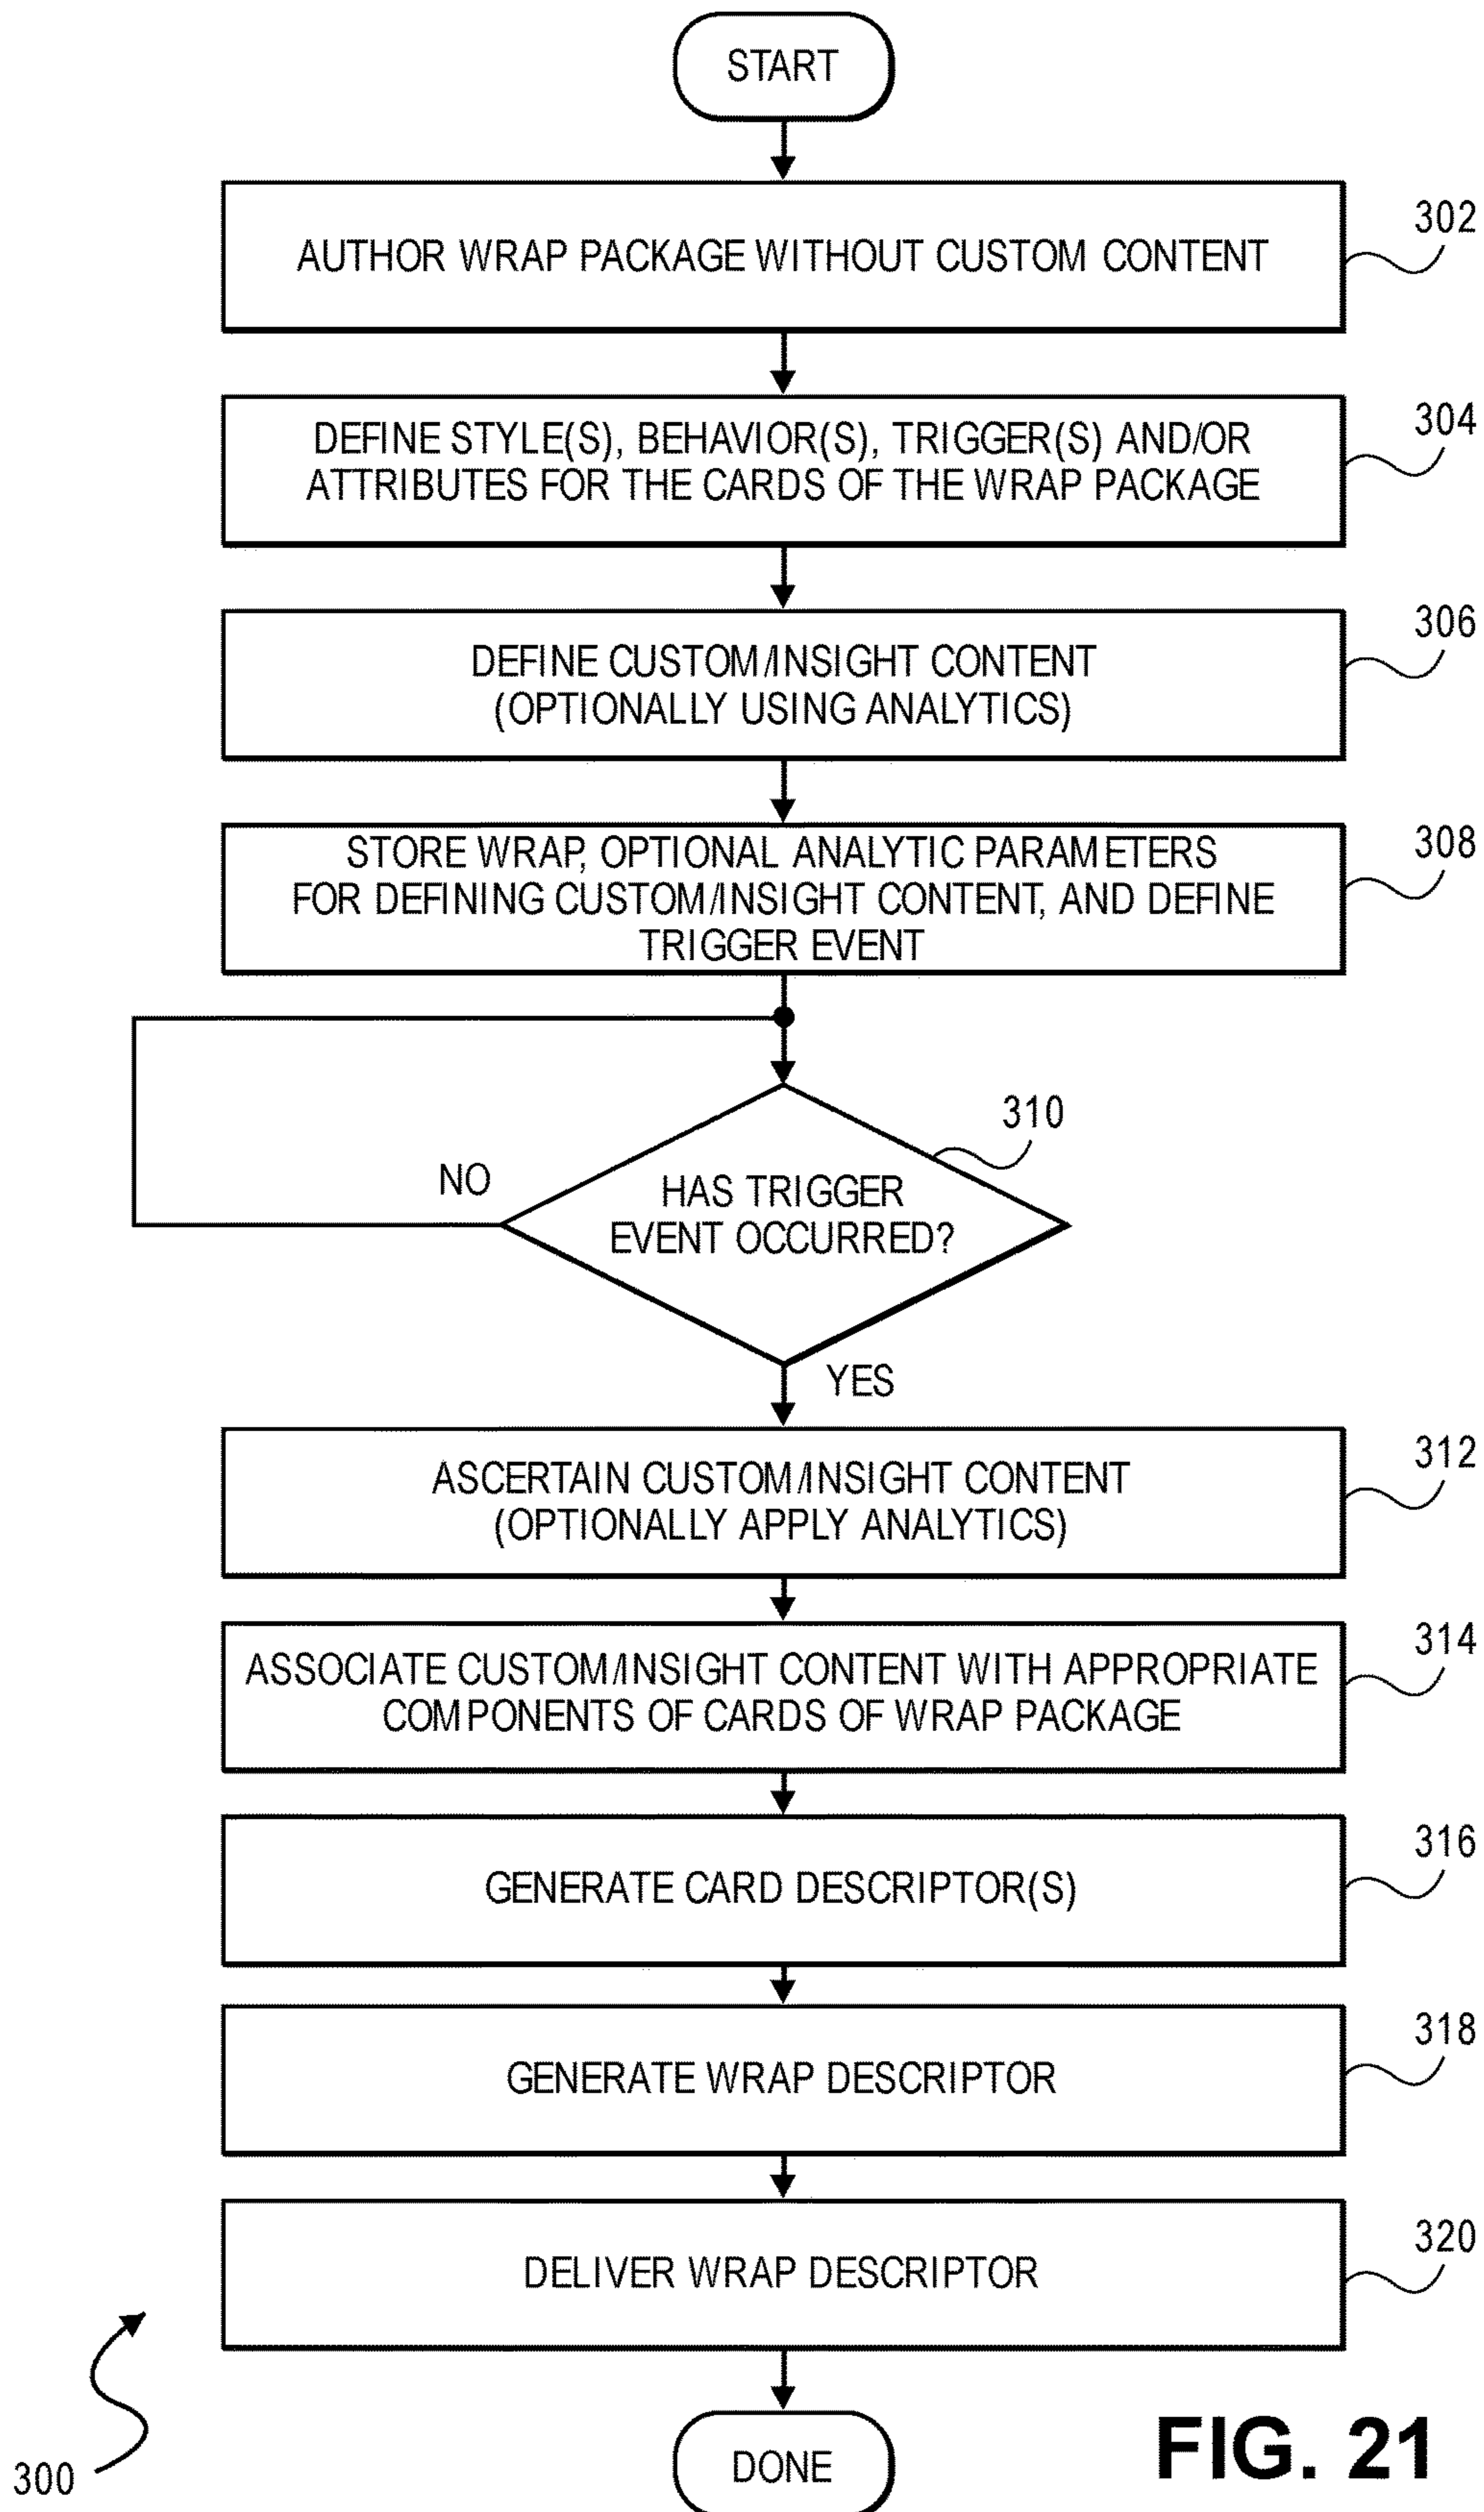 START
302
AUTHOR WRAP PACKAGE WITHOUT CUSTOM CONTENT
304
DEFINE STYLE(S), BEHAVIOR(S), TRIGGER(S) AND/OR
ATTRIBUTES FOR THE CARDS OF THE WRAP PACKAGE
306
DEFINE CUSTOM/INSIGHT CONTENT
(OPTIONALLY USING ANALYTICS)
308
STORE WRAP, OPTIONAL ANALYTIC PARAMETERS
FOR DEFINING CUSTOM/INSIGHT CONTENT, AND DEFINE
TRIGGER EVENT
310
NO
HAS TRIGGER
EVENT OCCURRED?
YES
312
ASCERTAIN CUSTOM/INSIGHT CONTENT
(OPTIONALLY APPLY ANALYTICS)
314
ASSOCIATE CUSTOM/INSIGHT CONTENT WITH APPROPRIATE
COMPONENTS OF CARDS OF WRAP PACKAGE
316
GENERATE CARD DESCRIPTOR(S)
318
GENERATE WRAP DESCRIPTOR
320
DELIVER WRAP DESCRIPTOR
300
DONE
FIG. 21